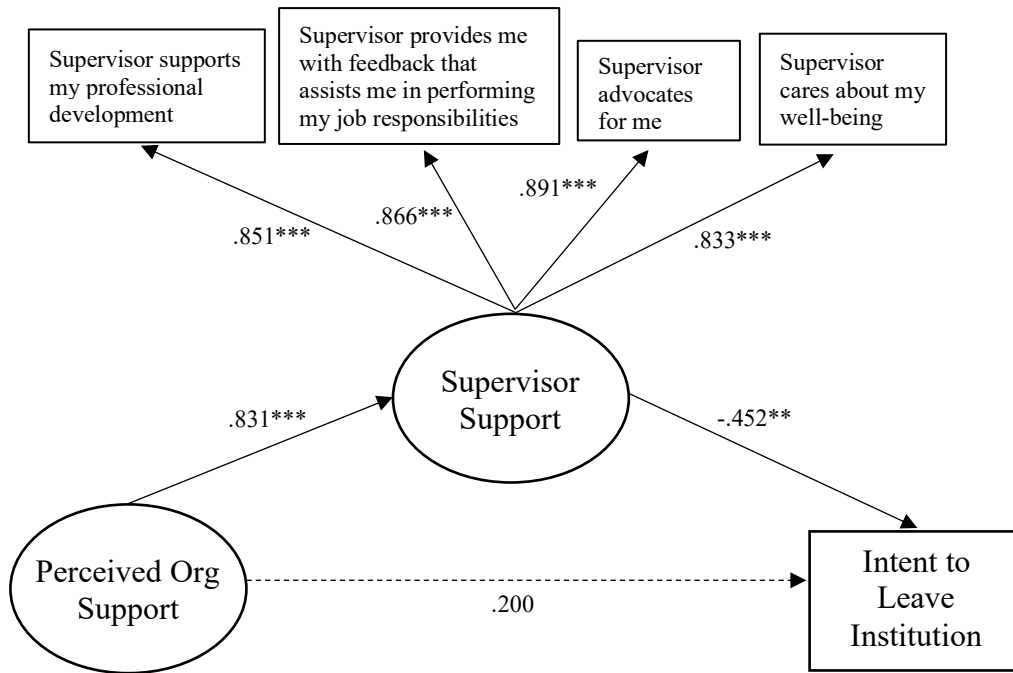 Supervisor supports
my professional
development
Supervisor provides me
with feedback that
assists me in performing
my job responsibilities
Supervisor
advocates
for me
Supervisor
cares about my
well-being
.851***
.866***
.891***
.833***
Supervisor
Support
.831***
-.452**
Perceived Org
Support
.200
Intent to
Leave
Institution